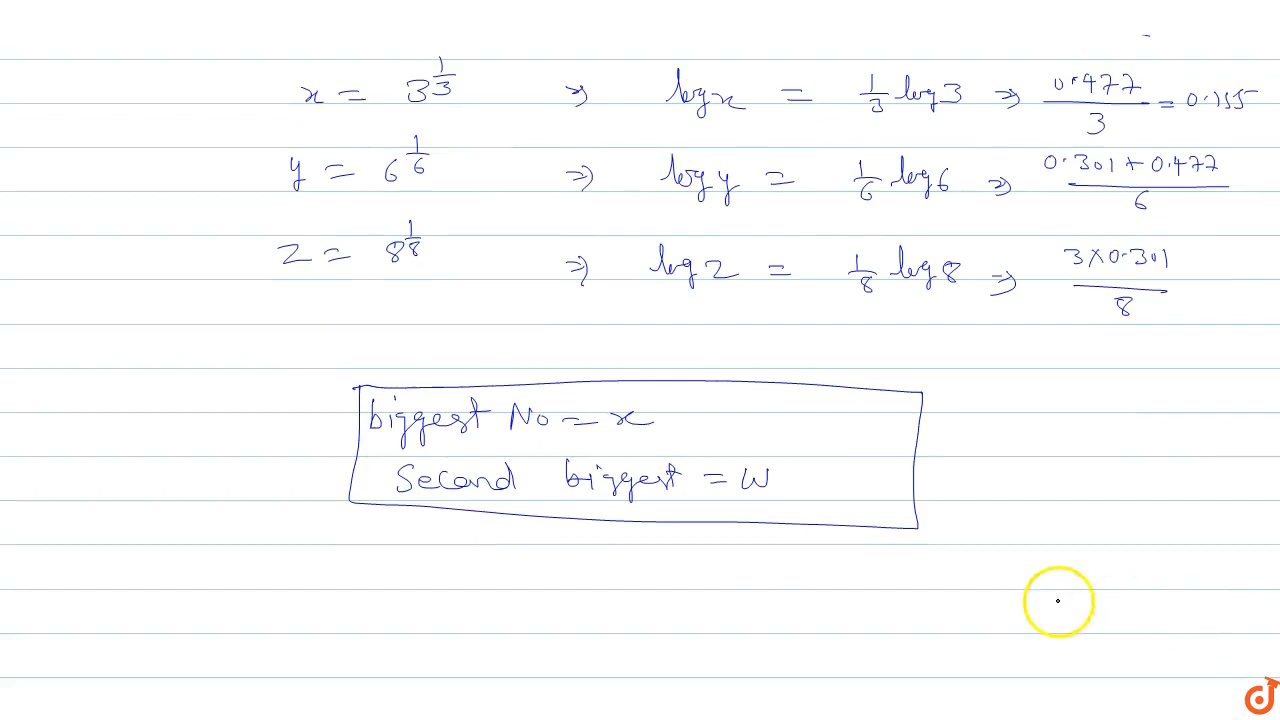 x = 3^{1/3} ⇒ log x = 1/3 log 3 ⇒ 0.477/3 = 0.155
y = 6^{1/6} ⇒ log y = 1/6 log 6 ⇒ 0.301 + 0.477/6
Z = 8^{1/8} ⇒ log Z = 1/8 log 8 ⇒ 3 × 0.301/8
biggest No = x
Second biggest = W